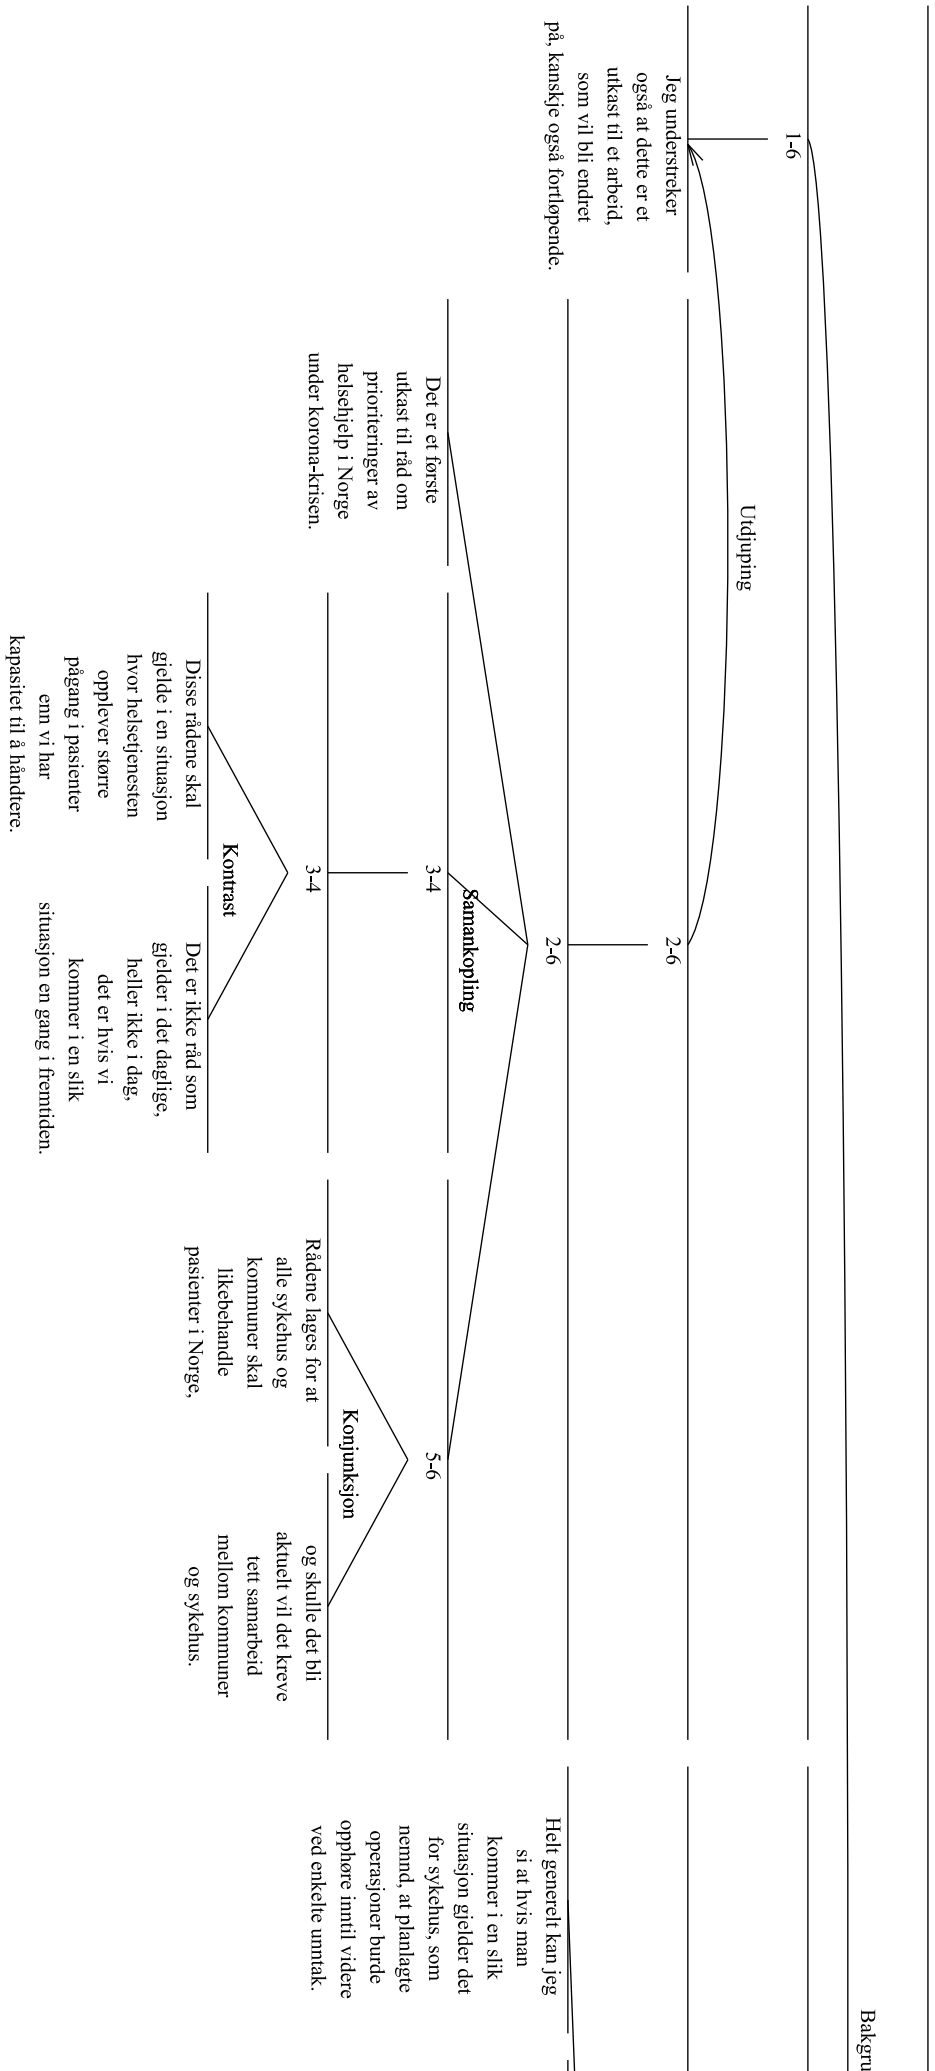 Bakgru
1-6
Utdjuping
Jeg understreker
også at dette er et
utkast til et arbeid,
som vil bli endret
på, kanskje også fortløpende.
2-6
2-6
Samankopling
Det er et første
utkast til råd om
prioriteringer av
helsehjelp i Norge
under korona-krisen.
3-4
3-4
Kontrast
Disse rådene skal
gjelde i en situasjon
hvor helsetjenesten
opplever større
pågang i pasienter
enn vi har
kapasitet til å håndtere.
Det er ikke råd som
gjelder i det daglige,
heller ikke i dag,
det er hvis vi
kommer i en slik
situasjon en gang i fremtiden.
5-6
Konjunksjon
Rådene lages for at
alle sykehus og
kommuner skal
likebehandle
pasienter i Norge,
og skulle det bli
aktuelt vil det kreve
tett samarbeid
mellom kommuner
og sykehus.
Helt generelt kan jeg
si at hvis man
kommer i en slik
situasjon gjelder det
for sykehus, som
nemnd, at planlagte
operasjoner burde
opphøre inntil videre
ved enkelte unntak.